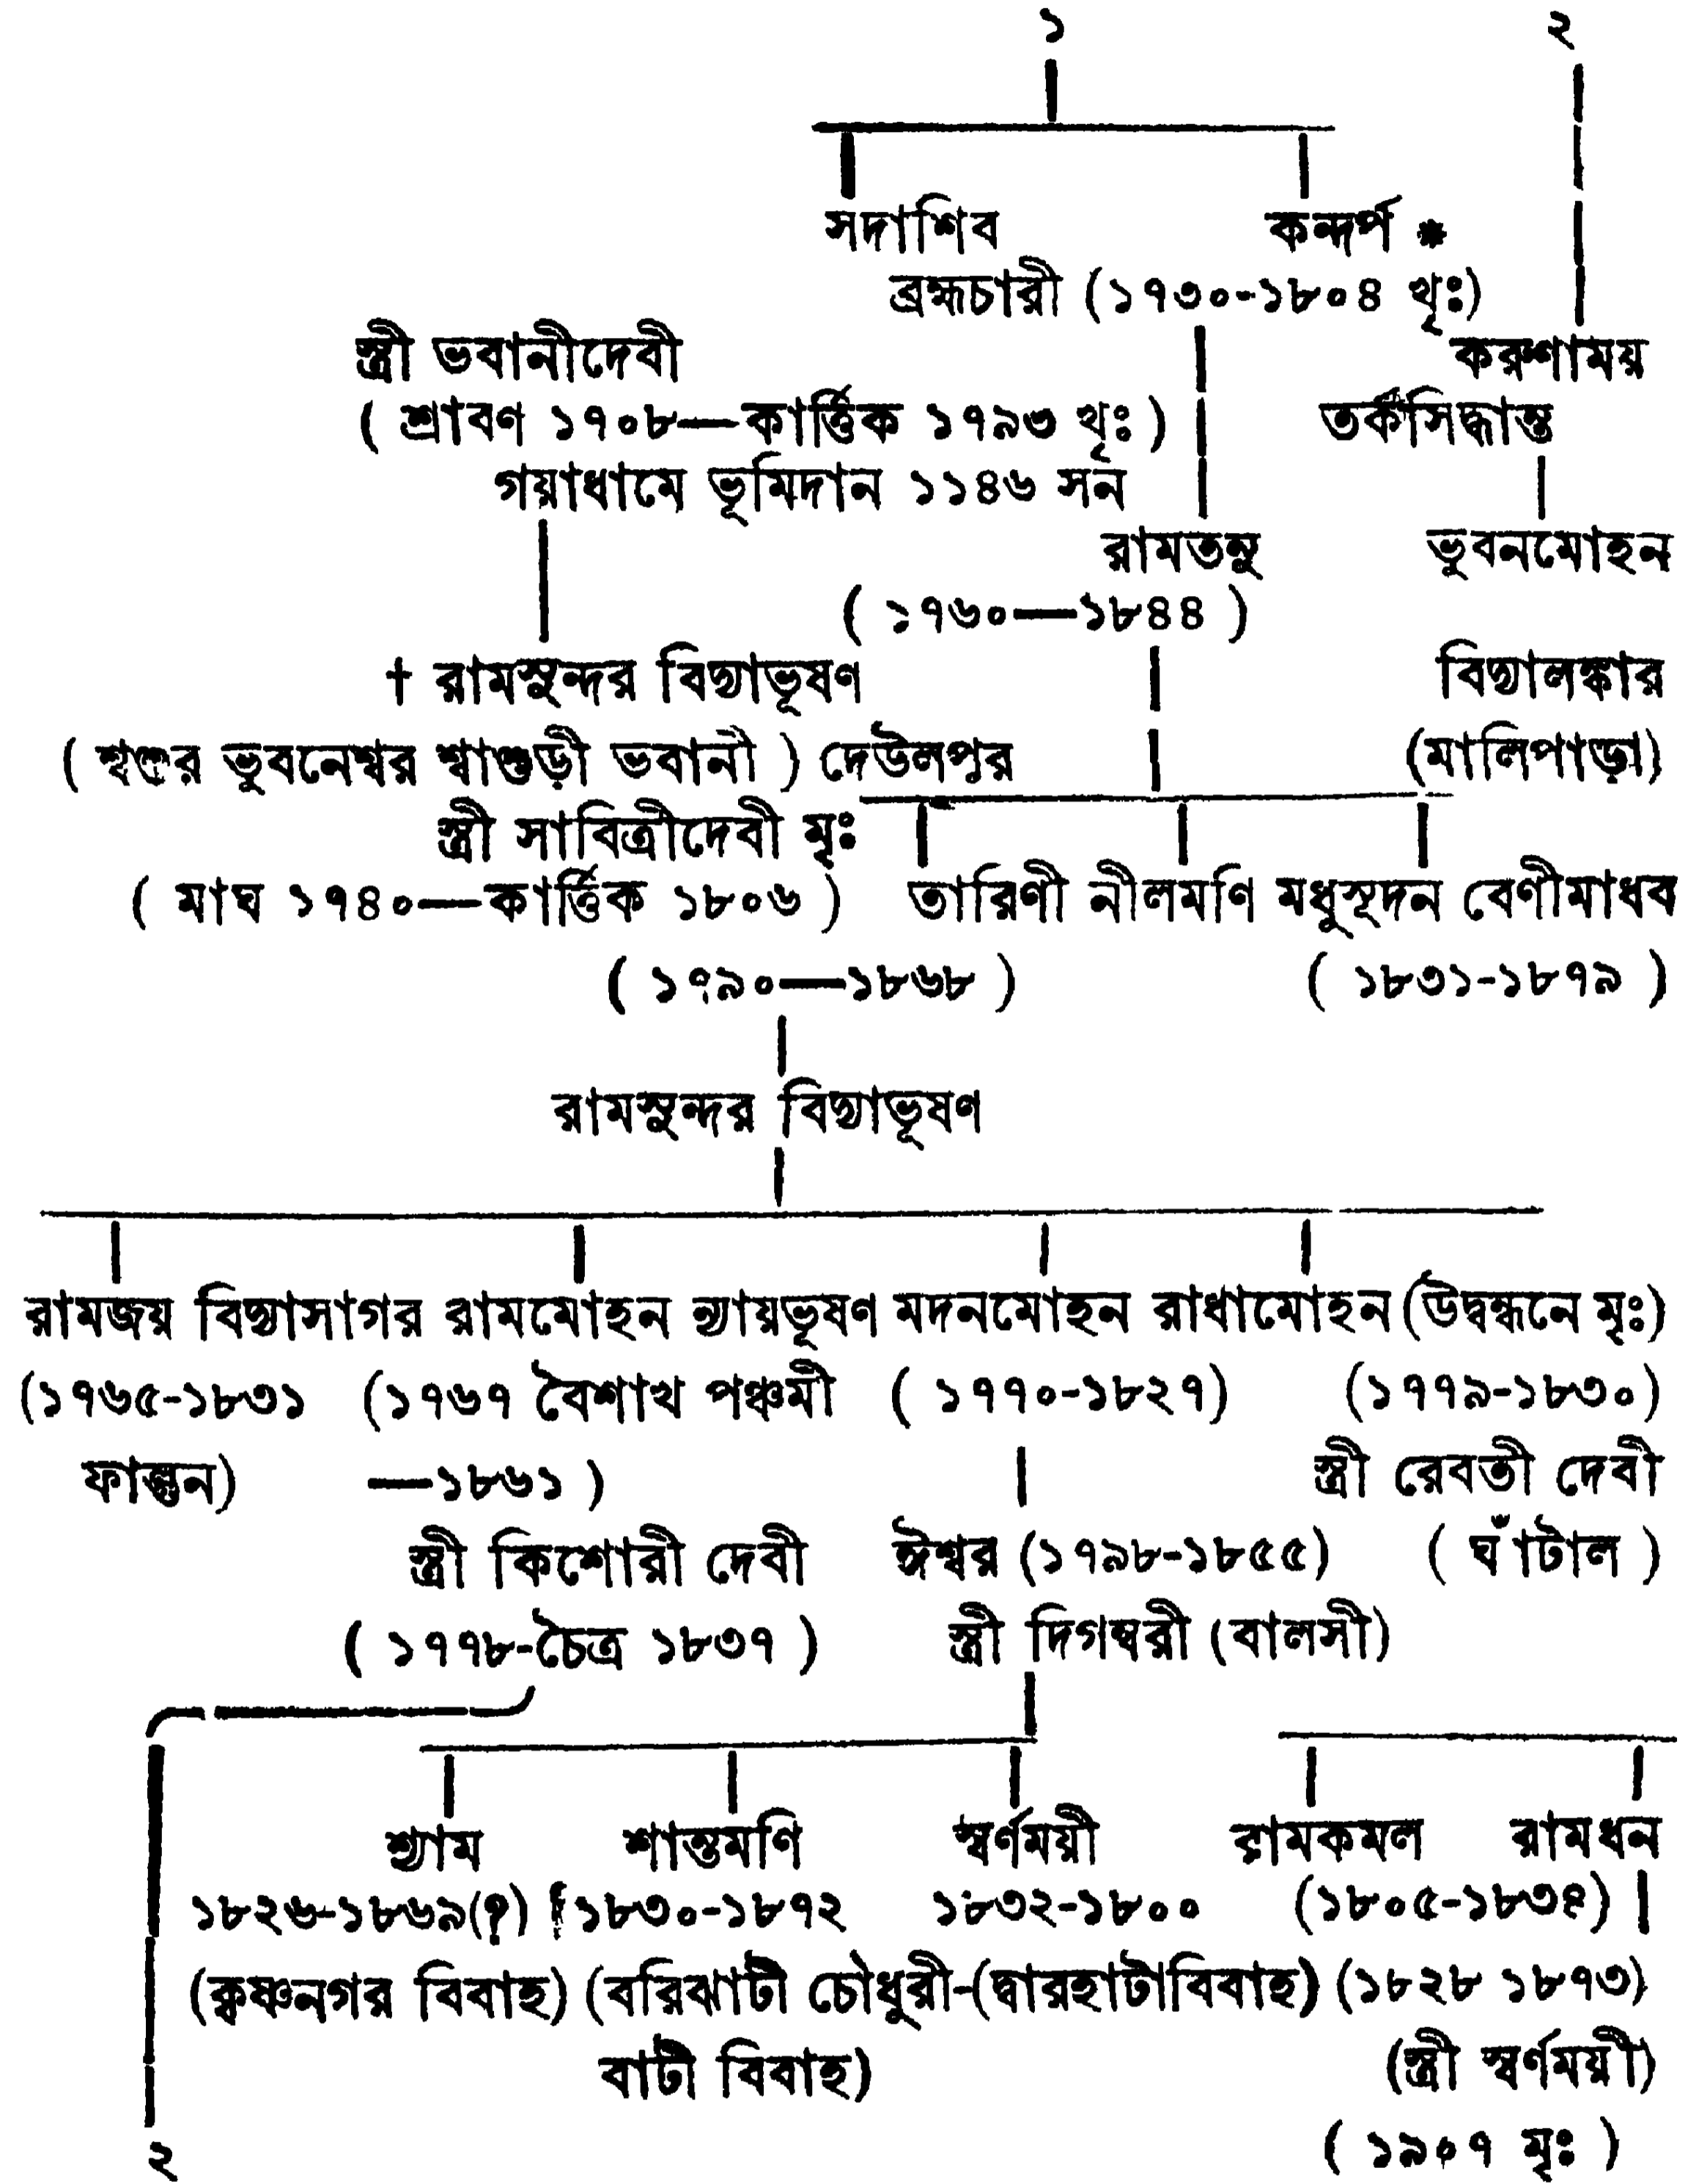 ১ ২
সদাশিব কন্দর্প *
ব্রহ্মচারী (১৭৩০-১৮০৪ খৃঃ)
স্ত্রী ভবানীদেবী করুণাময়
( শ্রাবণ ১৭০৮—কার্ত্তিক ১৭৯৩ খৃঃ ) তর্কসিদ্ধান্ত
গয়াধামে ভূমিদান ১১৪৬ সন
রামতনু ভুবনমোহন
( ১৭৬০—১৮৪৪ )
† রামসুন্দর বিদ্যাভূষণ বিদ্যালঙ্কার
( শ্বশুর ভুবনেশ্বর শ্বাশুড়ী ভবানী ) দেউলপুর (মালিপাড়া)
স্ত্রী সাবিত্রীদেবী মৃঃ
( মাঘ ১৭৪০—কার্ত্তিক ১৮০৬ ) তারিণী নীলমণি মধুসূদন বেণীমাধব
( ১৭৯০—১৮৬৮ ) ( ১৮৩১-১৮৭৯ )
রামসুন্দর বিদ্যাভূষণ
রামজয় বিদ্যাসাগর রামমোহন ন্যায়ভূষণ মদনমোহন রাধামোহন (উদ্বন্ধনে মৃঃ)
(১৭৬৫-১৮৩১ (১৭৬৭ বৈশাখ পঞ্চমী ( ১৭৭০-১৮২৭) (১৭৭৯-১৮৩০)
ফাল্গুন) —১৮৬১ ) স্ত্রী রেবতী দেবী
স্ত্রী কিশোরী দেবী ঈশ্বর (১৭৯৮-১৮৫৫) ( ঘাঁটাল )
( ১৭৭৮-চৈত্র ১৮৩৭ ) স্ত্রী দিগম্বরী (বালসী)
শ্যাম শান্তমণি স্বর্ণময়ী রামকমল রামধন
১৮২৬-১৮৬৯(?) ১৮৩০-১৮৭২ ১৮৩২-১৮০০ (১৮০৫-১৮৩৪)
(কৃষ্ণনগর বিবাহ) (বরিঝাটী চৌধুরী-(দ্বারহাটাবিবাহ) (১৮২৮ ১৮৭৩)
বাটী বিবাহ) (স্ত্রী স্বর্ণময়ী)
২ ( ১৯০৭ মৃঃ )